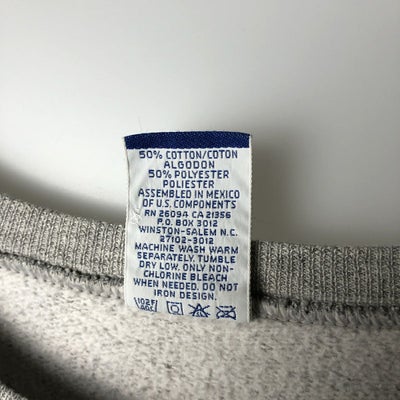 50% COTTON/COTON
ALGODON
50% POLYESTER
POLIESTER
ASSEMBLED IN MEXICO
OF U.S. COMPONENTS
RN 26094 CA 21356
P.O. BOX 3012
WINSTON-SALEM N.C.
27102-3012
MACHINE WASH WARM
SEPARATELY. TUMBLE
DRY LOW. ONLY NON-
CHLORINE BLEACH
WHEN NEEDED. DO NOT
IRON DESIGN.